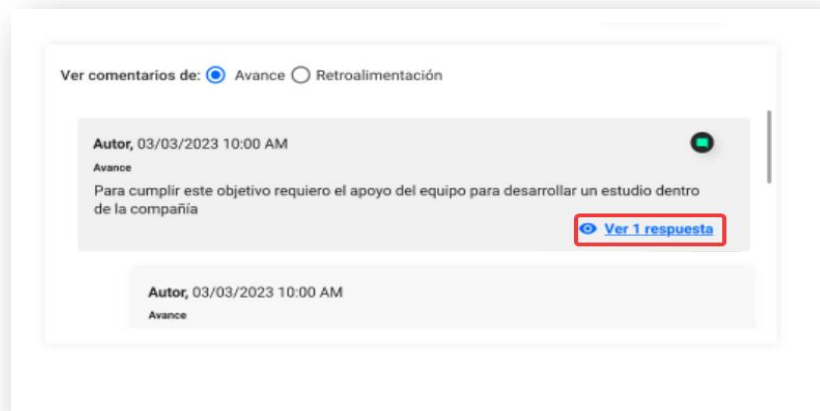 Ver comentarios de: Avance Retroalimentación
Autor, 03/03/2023 10:00 AM
Avance
Para cumplir este objetivo requiero el apoyo del equipo para desarrollar un estudio dentro
de la compañía
Ver 1 respuesta
Autor, 03/03/2023 10:00 AM
Avance